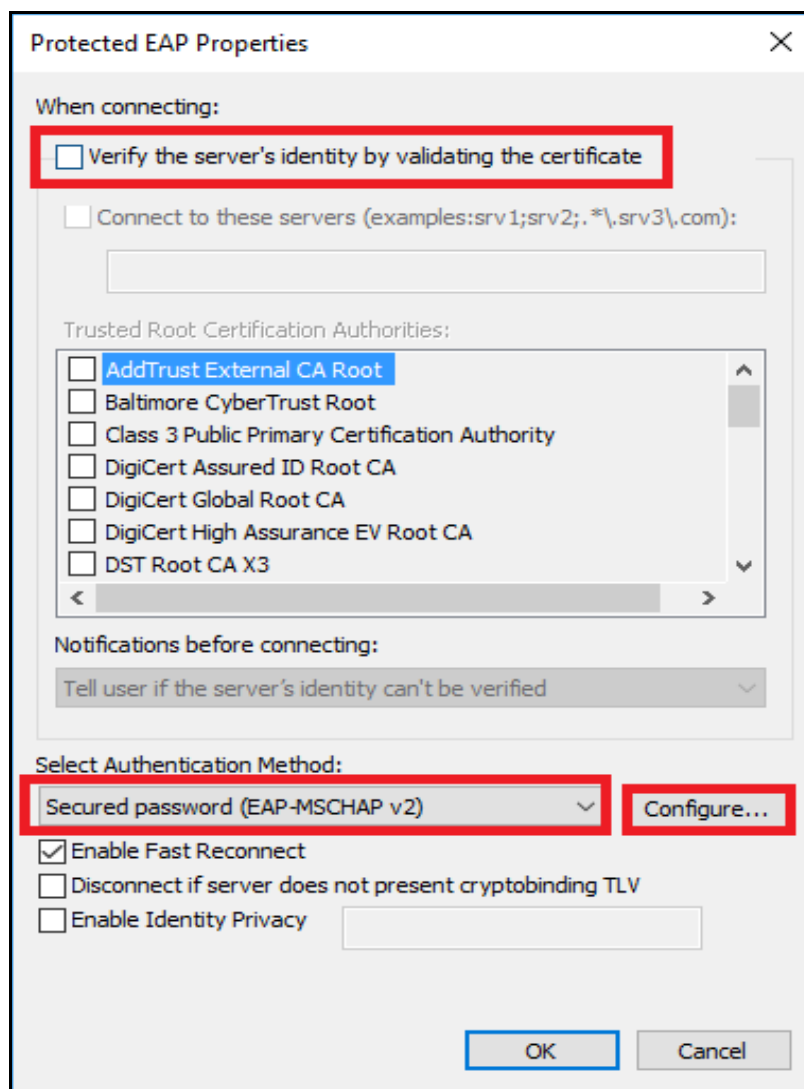 Protected EAP Properties
When connecting:
Verify the server's identity by validating the certificate
Connect to these servers (examples:srv1;srv2;.*\.srv3\.com):
Trusted Root Certification Authorities:
AddTrust External CA Root
Baltimore CyberTrust Root
Class 3 Public Primary Certification Authority
DigiCert Assured ID Root CA
DigiCert Global Root CA
DigiCert High Assurance EV Root CA
DST Root CA X3
Notifications before connecting:
Tell user if the server’s identity can't be verified
Select Authentication Method:
Secured password (EAP-MSCHAP v2) Configure...
Enable Fast Reconnect
Disconnect if server does not present cryptobinding TLV
Enable Identity Privacy
OK Cancel